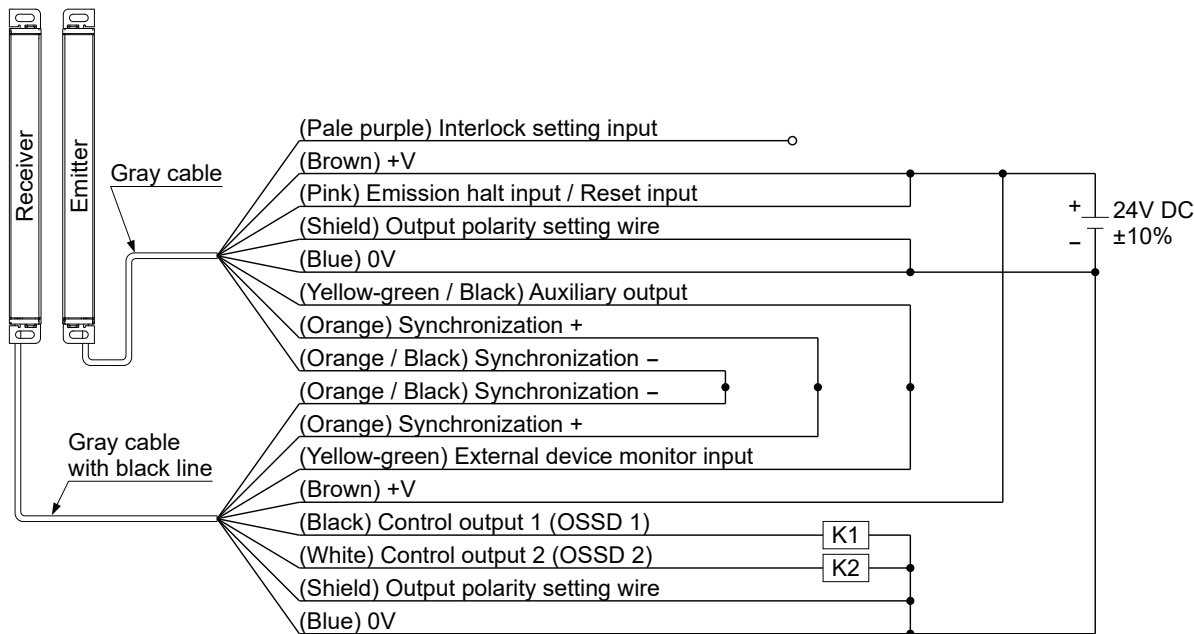 Receiver
Emitter
Gray cable
(Pale purple) Interlock setting input
(Brown) +V
(Pink) Emission halt input / Reset input
(Shield) Output polarity setting wire
(Blue) 0V
(Yellow-green / Black) Auxiliary output
(Orange) Synchronization +
(Orange / Black) Synchronization −
+
−
24V DC
±10%
Gray cable
with black line
(Orange / Black) Synchronization −
(Orange) Synchronization +
(Yellow-green) External device monitor input
(Brown) +V
(Black) Control output 1 (OSSD 1)
K1
(White) Control output 2 (OSSD 2)
K2
(Shield) Output polarity setting wire
(Blue) 0V